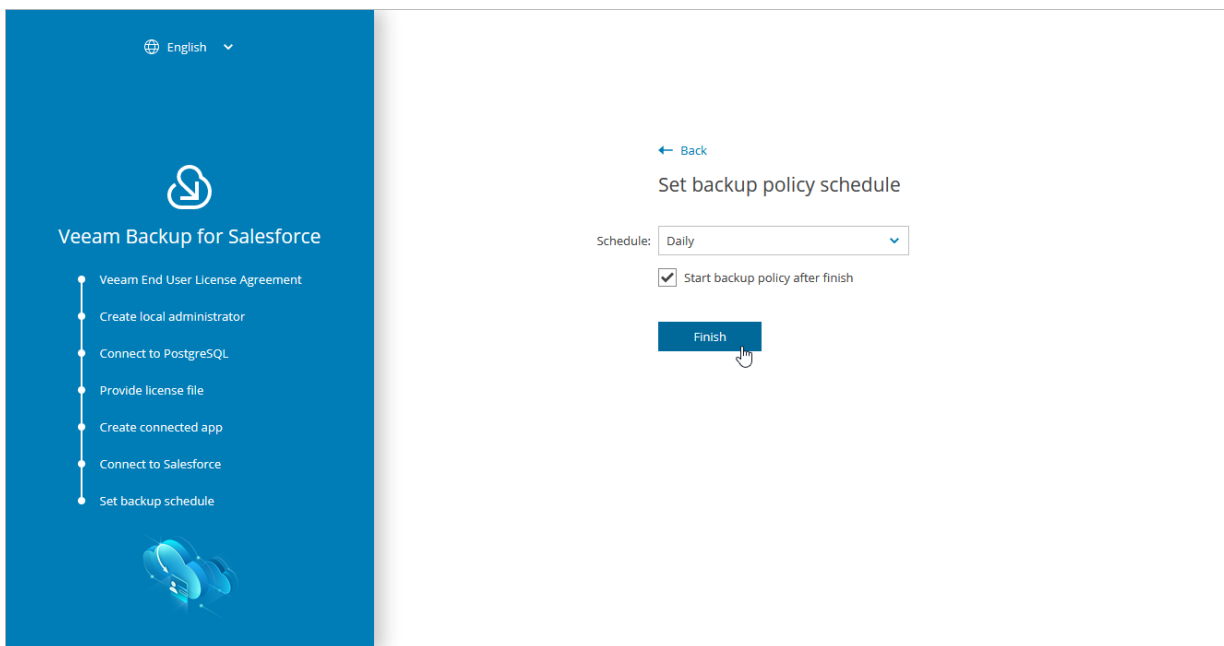 English
Veeam Backup for Salesforce
Veeam End User License Agreement
Create local administrator
Connect to PostgreSQL
Provide license file
Create connected app
Connect to Salesforce
Set backup schedule
Back
Set backup policy schedule
Schedule: Daily
Start backup policy after finish
Finish